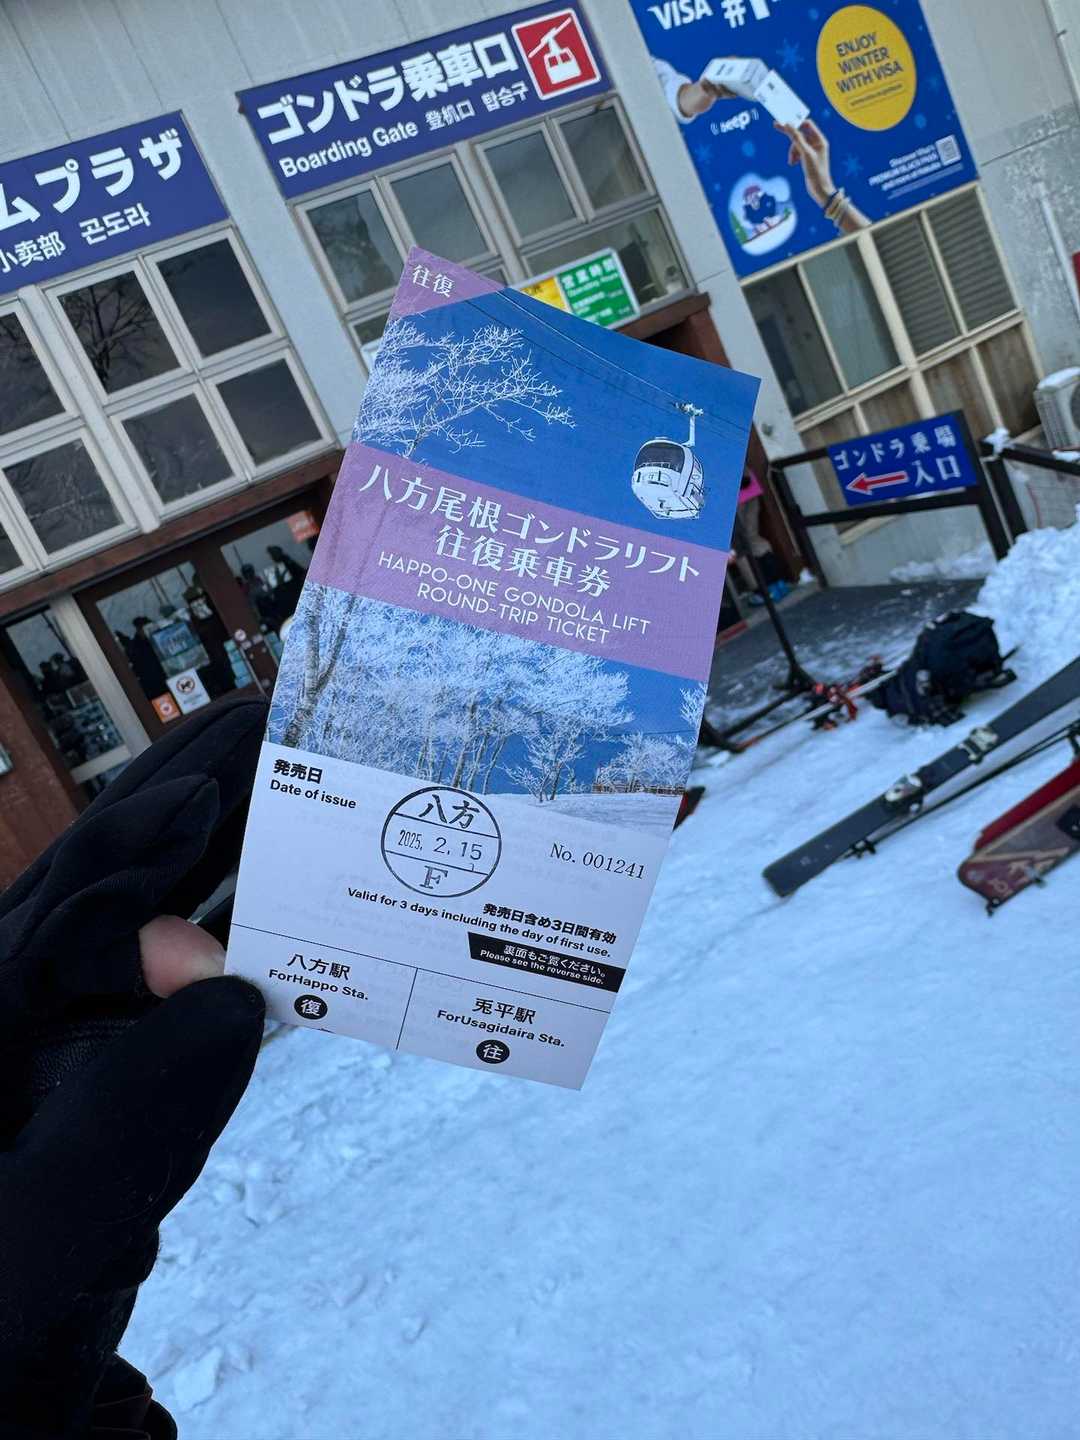 ムプラザ
小卖部 곤도라
ゴンドラ乗車口
Boarding Gate 登机口 탑승구
VISA #1
ENJOY
WINTER
WITH VISA
営業時間
ゴンドラ乗場
入口
往復
八方尾根ゴンドラリフト
往復乗車券
HAPPO-ONE GONDOLA LIFT
ROUND-TRIP TICKET
発売日
Date of issue
八方
2025. 2. 15
F
No. 001241
発売日含め3日間有効
Valid for 3 days including the day of first use.
裏面もご覧ください。
Please see the reverse side.
八方駅
ForHappo Sta.
復
兎平駅
ForUsagidaira Sta.
往